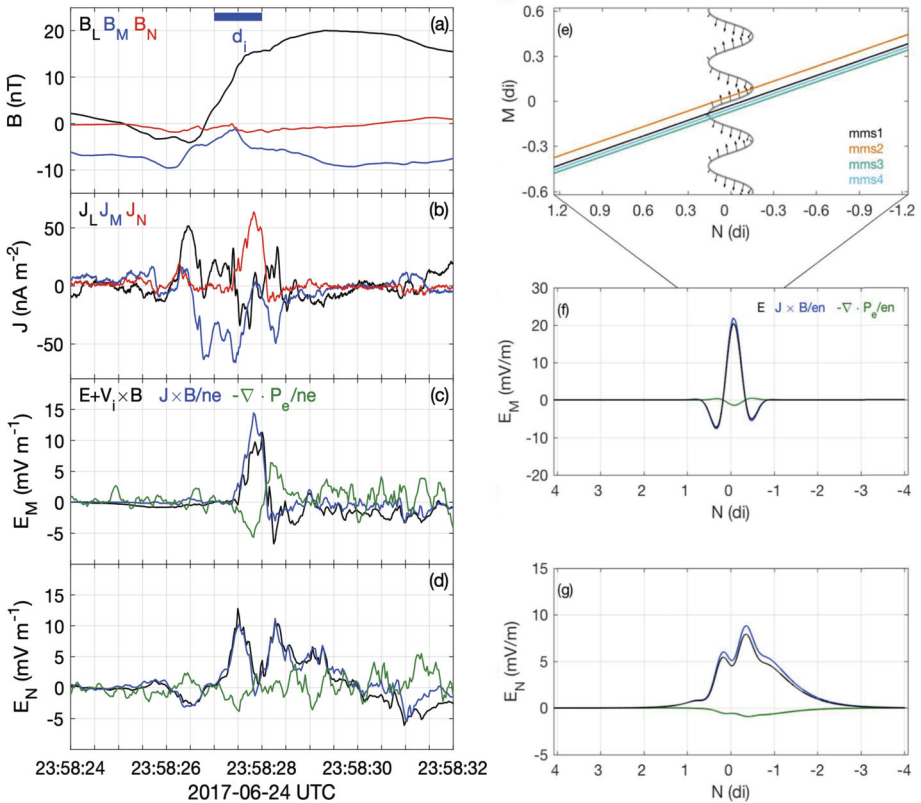 B_L B_M B_N
(a)
d_i
B (nT)
20
10
0
-10
J_L J_M J_N
(b)
J (nA m⁻²)
50
0
-50
E+V_i×B J×B/ne -∇ · P_e/ne
(c)
E_M (mV m⁻¹)
15
10
5
0
-5
(d)
E_N (mV m⁻¹)
15
10
5
0
-5
23:58:24 23:58:26 23:58:28 23:58:30 23:58:32
2017-06-24 UTC
(e)
M (di)
0.6
0.3
0
-0.3
-0.6
mms1
mms2
mms3
mms4
1.2 0.9 0.6 0.3 0 -0.3 -0.6 -0.9 -1.2
N (di)
(f)
E J × B/en -∇ · P_e/en
E_M (mV/m)
30
20
10
0
-10
-20
4 3 2 1 0 -1 -2 -3 -4
N (di)
(g)
E_N (mV/m)
15
10
5
0
-5
4 3 2 1 0 -1 -2 -3 -4
N (di)